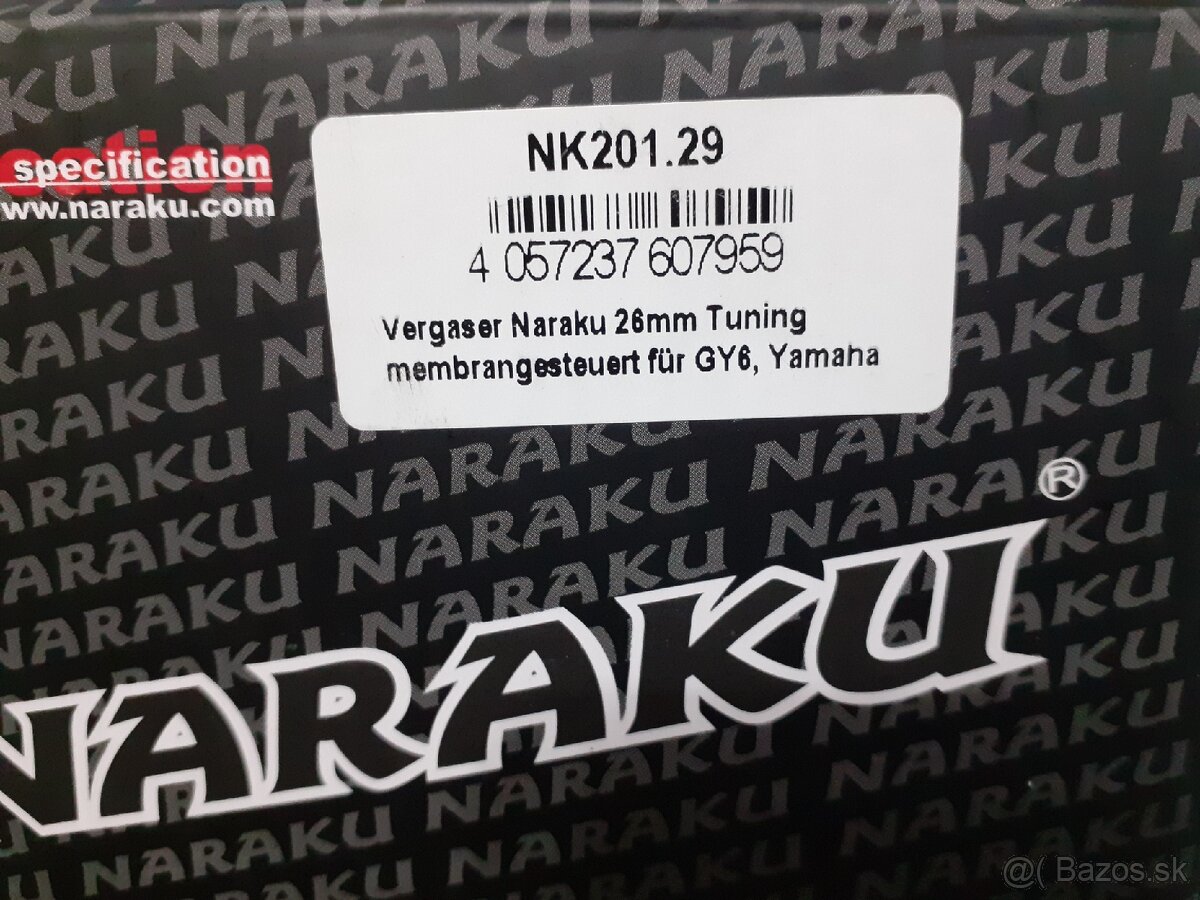 NK201.29
4 057237 607959
Vergaser Naraku 26mm Tuning
membrangesteuert für GY6, Yamaha
specification
ww.naraku.com
NARAKU®
@( Bazos.sk